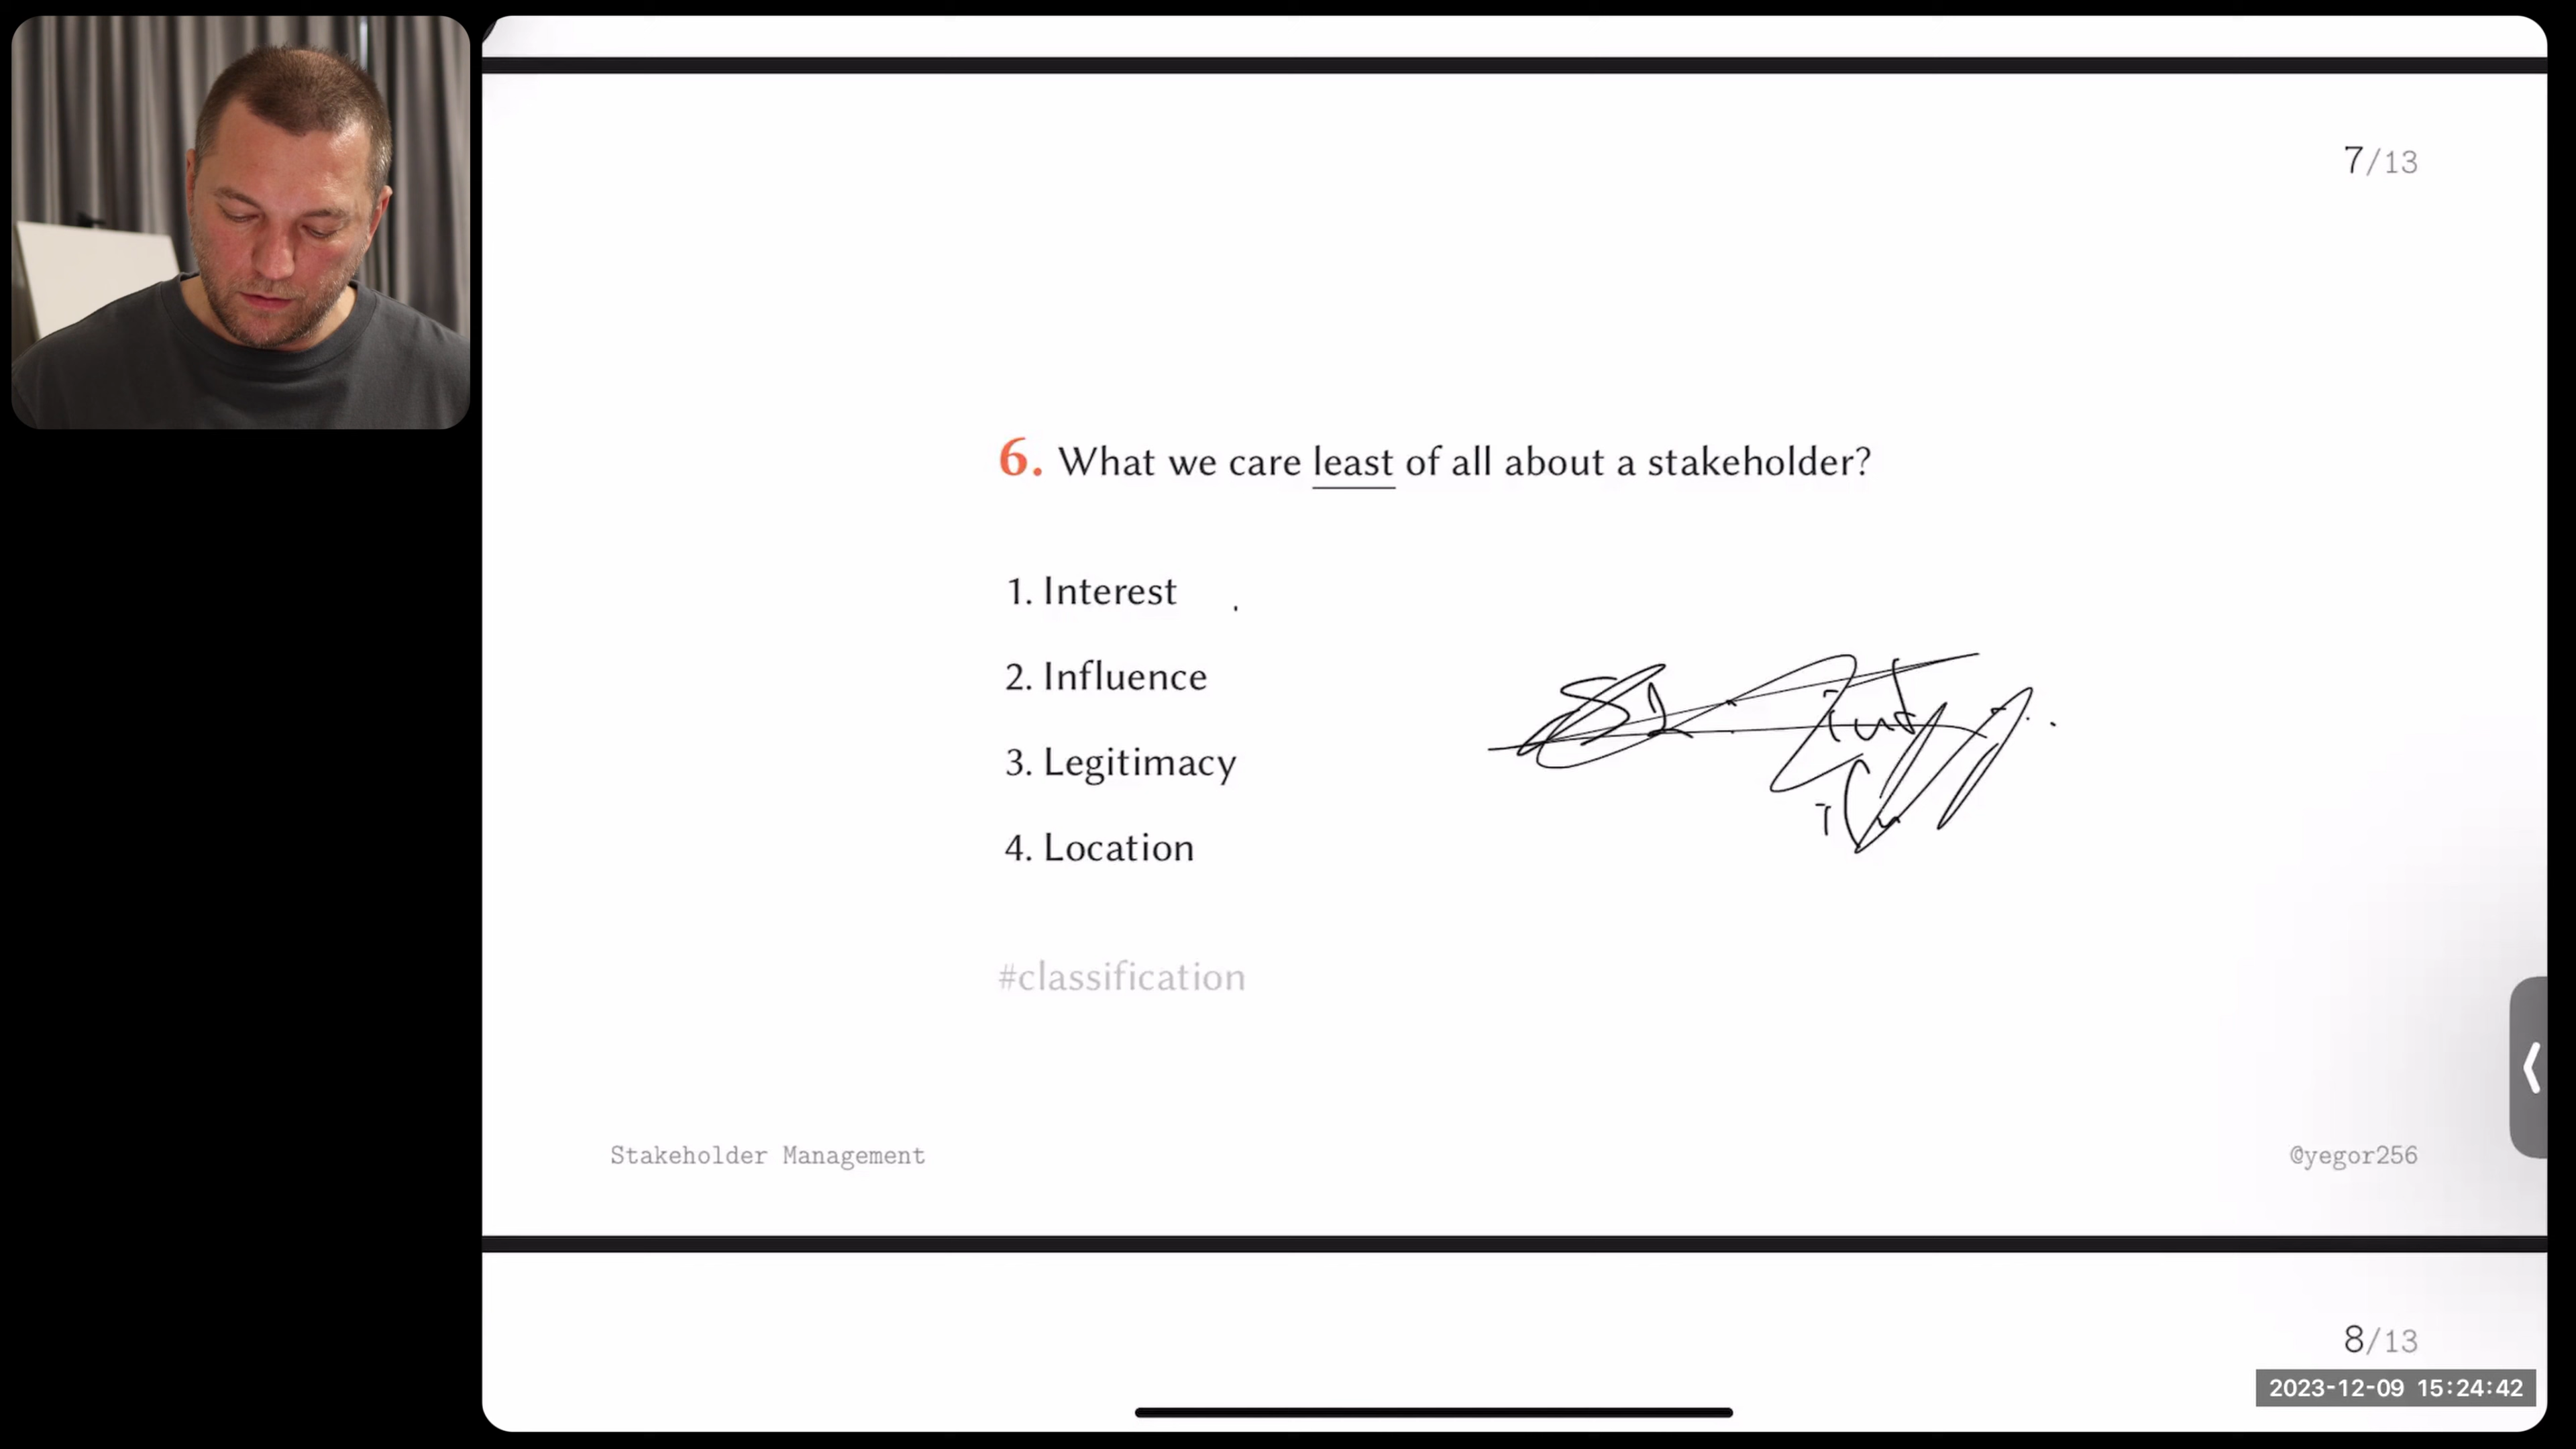 7/13
6. What we care least of all about a stakeholder?
1. Interest
2. Influence
3. Legitimacy
4. Location
#classification
Stakeholder Management
@yegor256
8/13
2023-12-09 15:24:42